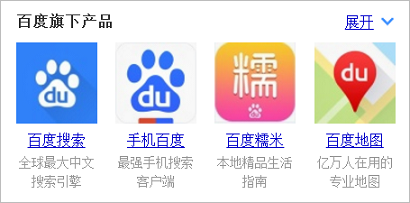 百度旗下产品 展开
du du 糯 du
百度搜索 手机百度 百度糯米 百度地图
全球最大中文 最强手机搜索 本地精品生活 亿万人在用的
搜索引擎 客户端 指南 专业地图